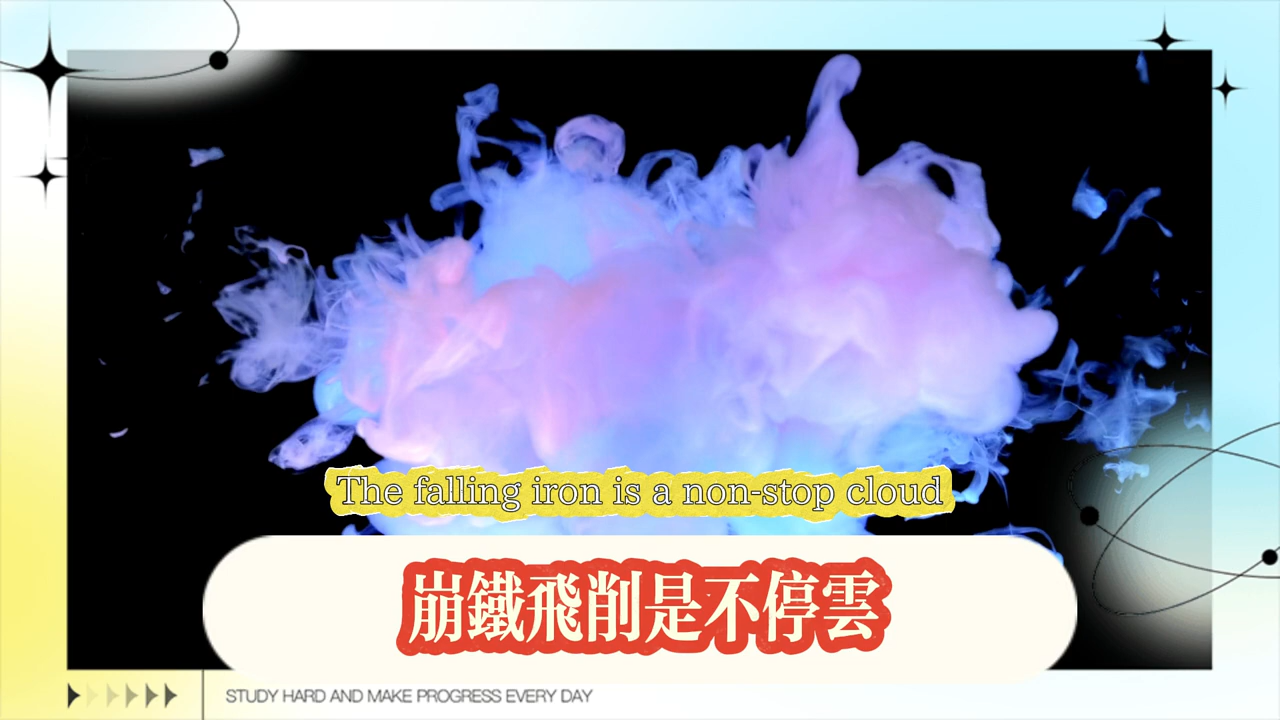 The falling iron is a non-stop cloud
崩鐵飛削是不停雲
STUDY HARD AND MAKE PROGRESS EVERY DAY